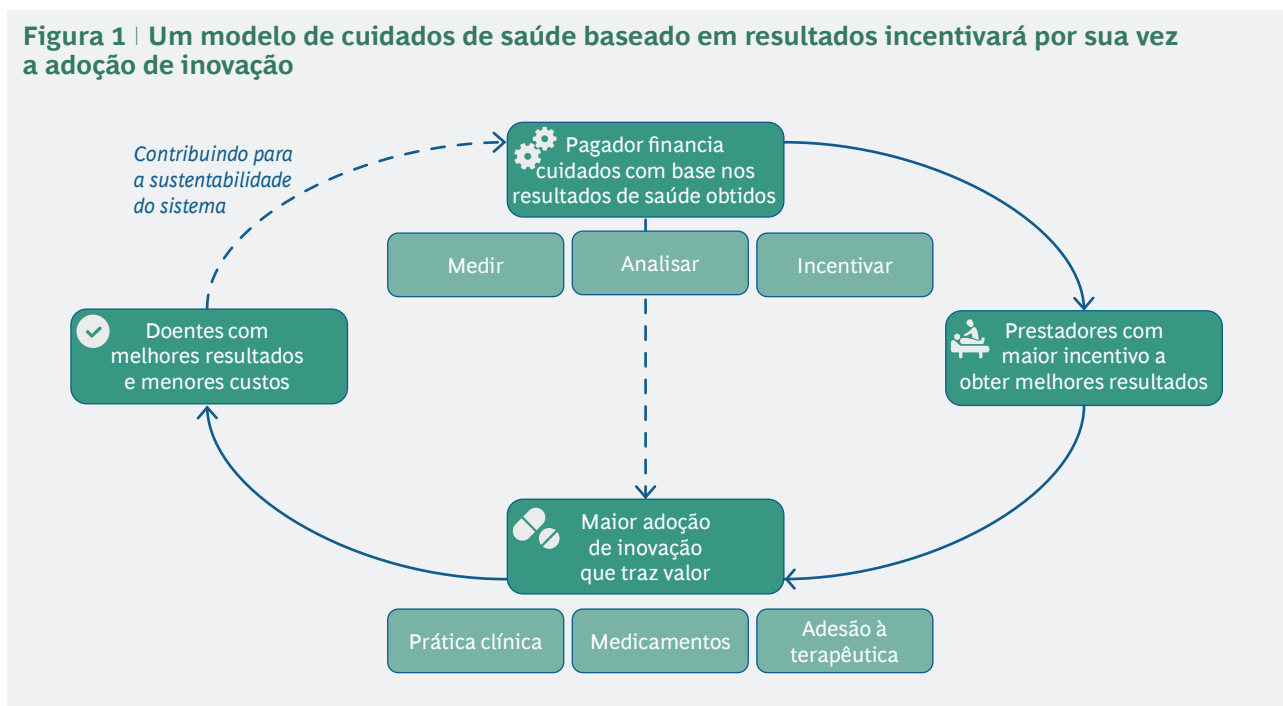 Figura 1 | Um modelo de cuidados de saúde baseado em resultados incentivará por sua vez
a adoção de inovação
Contribuindo para
a sustentabilidade
do sistema
Pagador financia
cuidados com base nos
resultados de saúde obtidos
Medir
Analisar
Incentivar
Doentes com
melhores resultados
e menores custos
Prestadores com
maior incentivo a
obter melhores resultados
Maior adoção
de inovação
que traz valor
Prática clínica
Medicamentos
Adesão à
terapêutica